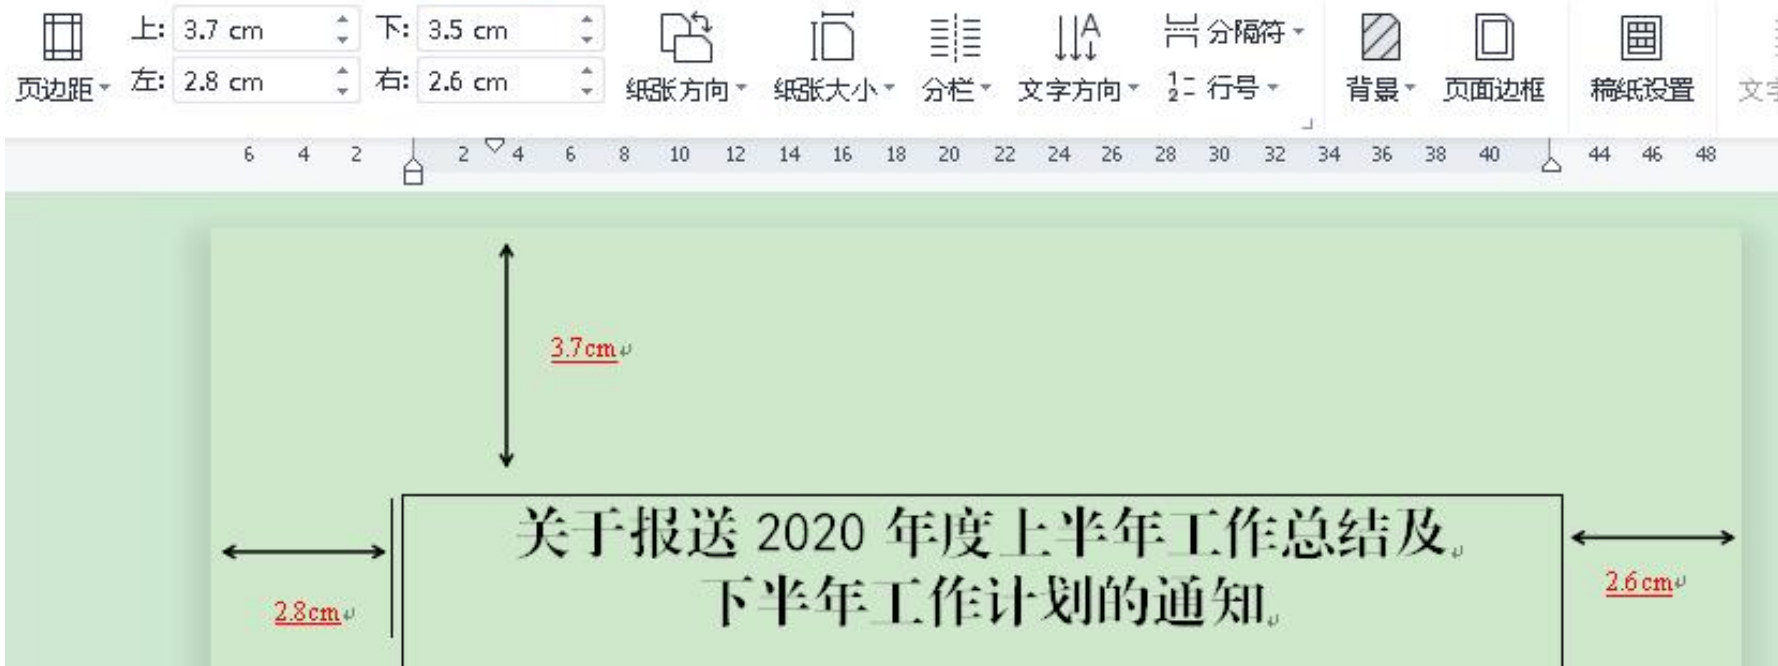 上: 3.7 cm 下: 3.5 cm 分隔符
页边距 左: 2.8 cm 右: 2.6 cm 纸张方向 纸张大小 分栏 文字方向 行号 背景 页面边框 稿纸设置
6 4 2 2 4 6 8 10 12 14 16 18 20 22 24 26 28 30 32 34 36 38 40 44 46 48
3.7cm
关于报送 2020 年度上半年工作总结及
下半年工作计划的通知
2.8cm
2.6cm